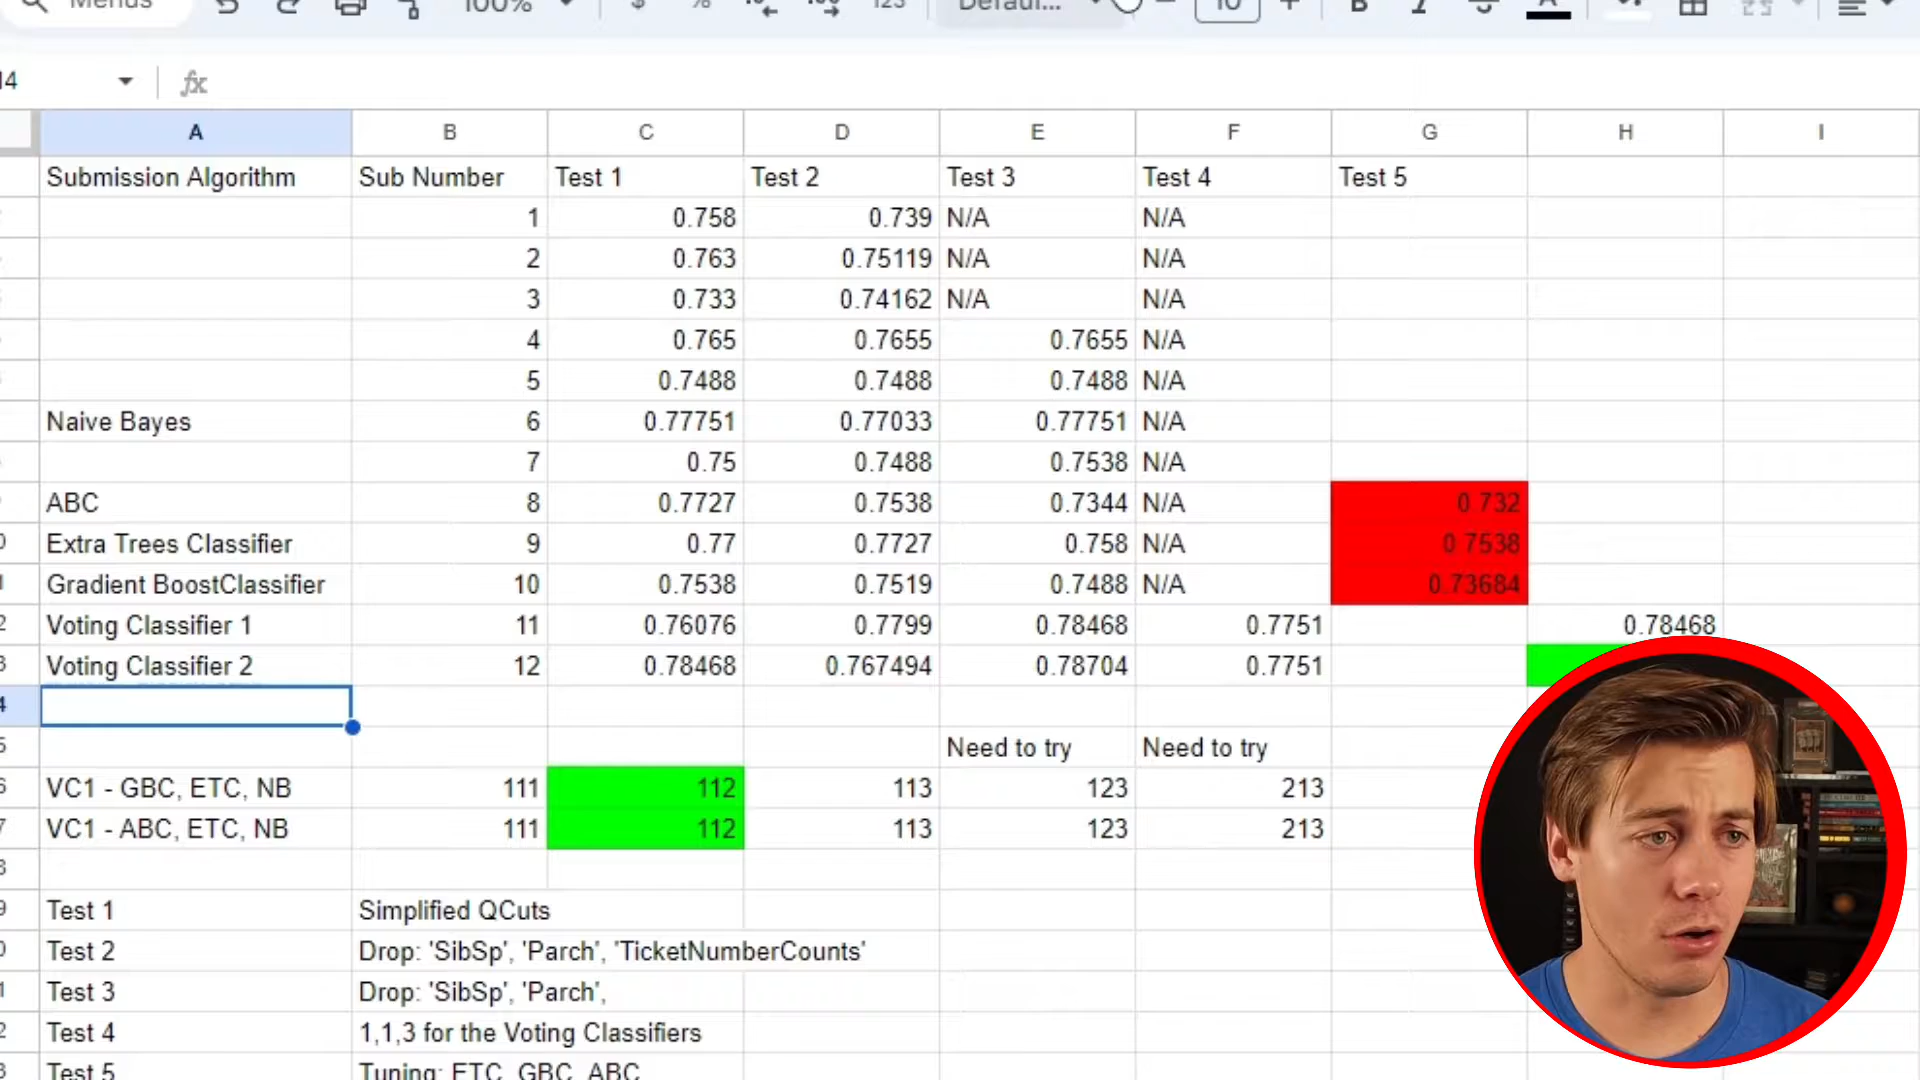 Menus 100% $ % 123 Defaul... 10 B I A
14 fx
A B C D E F G H I
Submission Algorithm Sub Number Test 1 Test 2 Test 3 Test 4 Test 5
1 0.758 0.739 N/A N/A
2 0.763 0.75119 N/A N/A
3 0.733 0.74162 N/A N/A
4 0.765 0.7655 0.7655 N/A
5 0.7488 0.7488 0.7488 N/A
Naive Bayes 6 0.77751 0.77033 0.77751 N/A
7 0.75 0.7488 0.7538 N/A
ABC 8 0.7727 0.7538 0.7344 N/A 0.732
Extra Trees Classifier 9 0.77 0.7727 0.758 N/A 0.7538
Gradient BoostClassifier 10 0.7538 0.7519 0.7488 N/A 0.73684
Voting Classifier 1 11 0.76076 0.7799 0.78468 0.7751 0.78468
Voting Classifier 2 12 0.78468 0.767494 0.78704 0.7751
Need to try Need to try
VC1 - GBC, ETC, NB 111 112 113 123 213
VC1 - ABC, ETC, NB 111 112 113 123 213
Test 1 Simplified QCuts
Test 2 Drop: 'SibSp', 'Parch', 'TicketNumberCounts'
Test 3 Drop: 'SibSp', 'Parch',
Test 4 1,1,3 for the Voting Classifiers
Test 5 Tuning: ETC, GBC, ABC